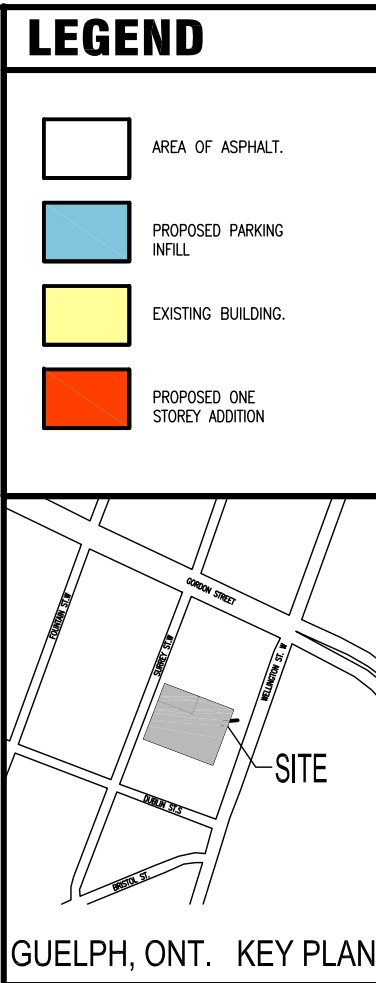 LEGEND
AREA OF ASPHALT.
PROPOSED PARKING
INFILL
EXISTING BUILDING.
PROPOSED ONE
STOREY ADDITION
GORDON STREET
FOUNTAIN ST.W
SURREY ST.W
WELLINGTON ST. W
SITE
DUBLIN ST.S
BRISTOL ST.
GUELPH, ONT. KEY PLAN